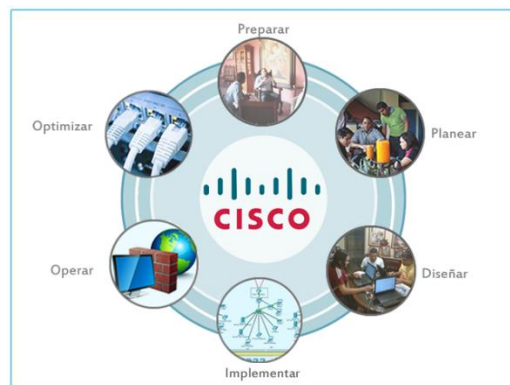 Preparar
Optimizar
Planear
CISCO
Operar
Diseñar
Implementar